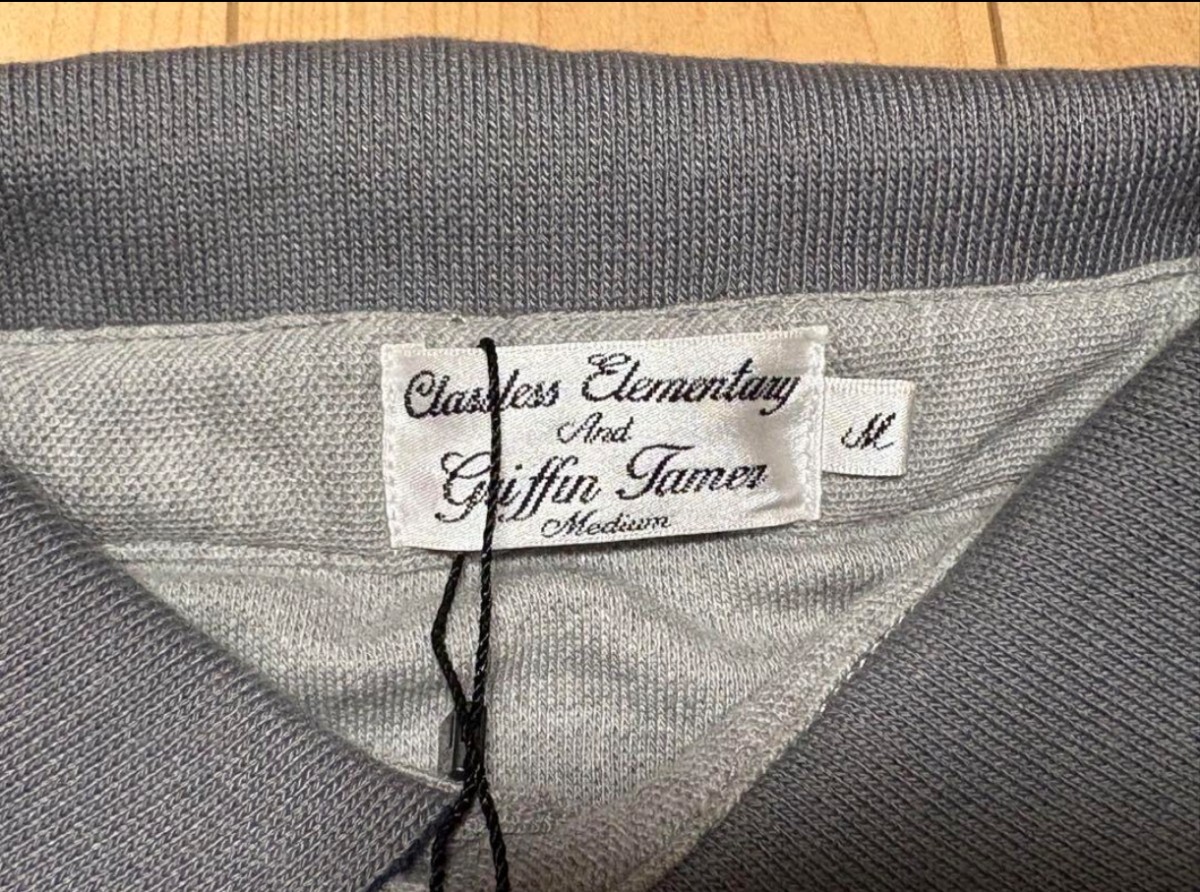 Classless Elementary
And
Griffin Tamer
Medium
M